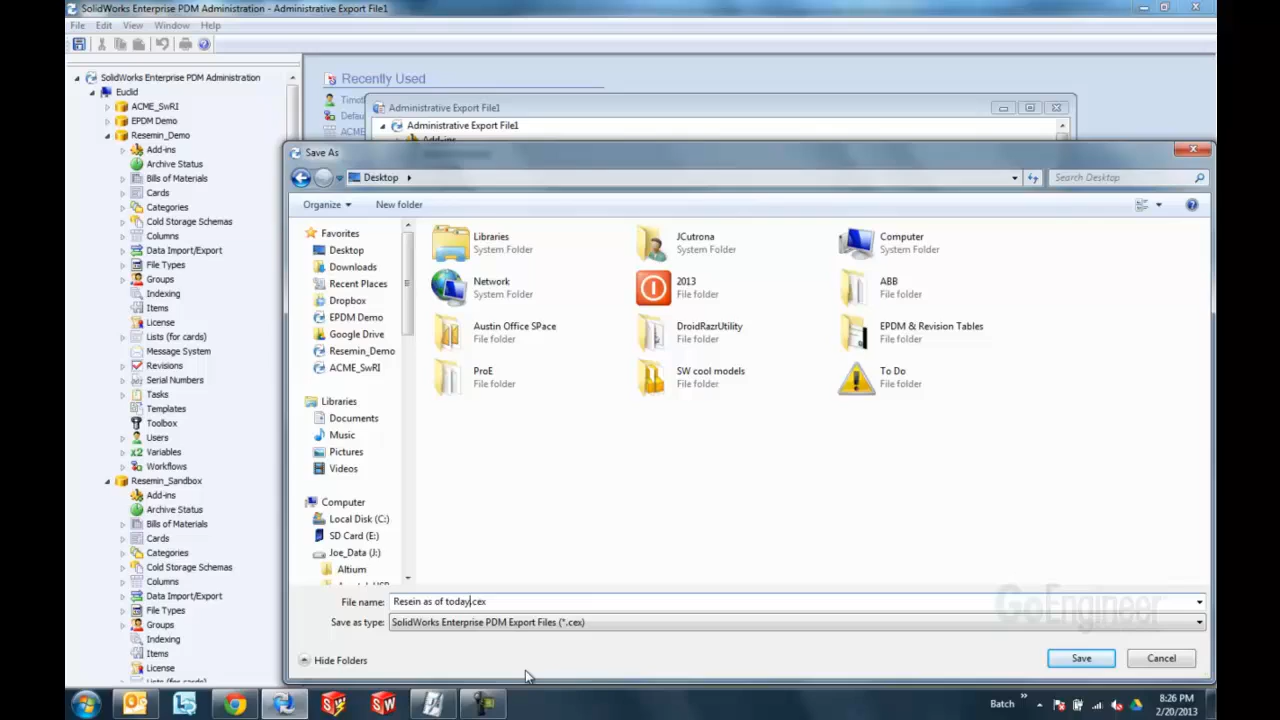 SolidWorks Enterprise PDM Administration - Administrative Export File1
File Edit View Window Help
SolidWorks Enterprise PDM Administration
Euclid
ACME_SwRI
EPDM Demo
Resemin_Demo
Add-ins
Archive Status
Bills of Materials
Cards
Categories
Cold Storage Schemas
Columns
Data Import/Export
File Types
Groups
Indexing
Items
License
Lists (for cards)
Message System
Revisions
Serial Numbers
Tasks
Templates
Toolbox
Users
Variables
Workflows
Resemin_Sandbox
Add-ins
Archive Status
Bills of Materials
Cards
Categories
Cold Storage Schemas
Columns
Data Import/Export
File Types
Groups
Indexing
Items
License
Lists (for cards)
Recently Used
Administrative Export File1
Administrative Export File1
Add-ins
Save As
Desktop
Search Desktop
Organize
New folder
Favorites
Desktop
Downloads
Recent Places
Dropbox
EPDM Demo
Google Drive
Resemin_Demo
ACME_SwRI
Libraries
Documents
Music
Pictures
Videos
Computer
Local Disk (C:)
SD Card (E:)
Joe_Data (J:)
Altium
Libraries
System Folder
JCutrona
System Folder
Computer
System Folder
Network
System Folder
2013
File folder
ABB
File folder
Austin Office SPace
File folder
DroidRazrUtility
File folder
EPDM & Revision Tables
File folder
ProE
File folder
SW cool models
File folder
To Do
File folder
GoEngineer
File name: Resein as of today.cex
Save as type: SolidWorks Enterprise PDM Export Files (*.cex)
Hide Folders
Save
Cancel
Batch
8:26 PM
2/20/2013